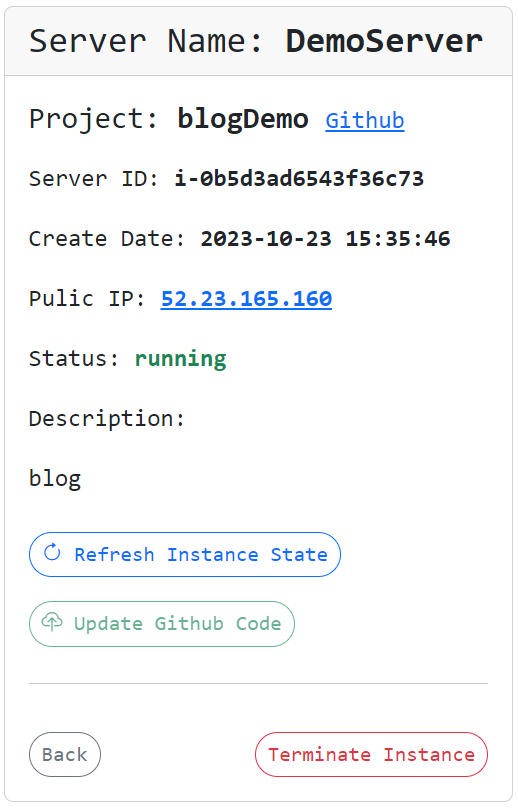 Server Name: DemoServer
Project: blogDemo Github
Server ID: i-0b5d3ad6543f36c73
Create Date: 2023-10-23 15:35:46
Pulic IP: 52.23.165.160
Status: running
Description:
blog
Refresh Instance State
Update Github Code
Back Terminate Instance